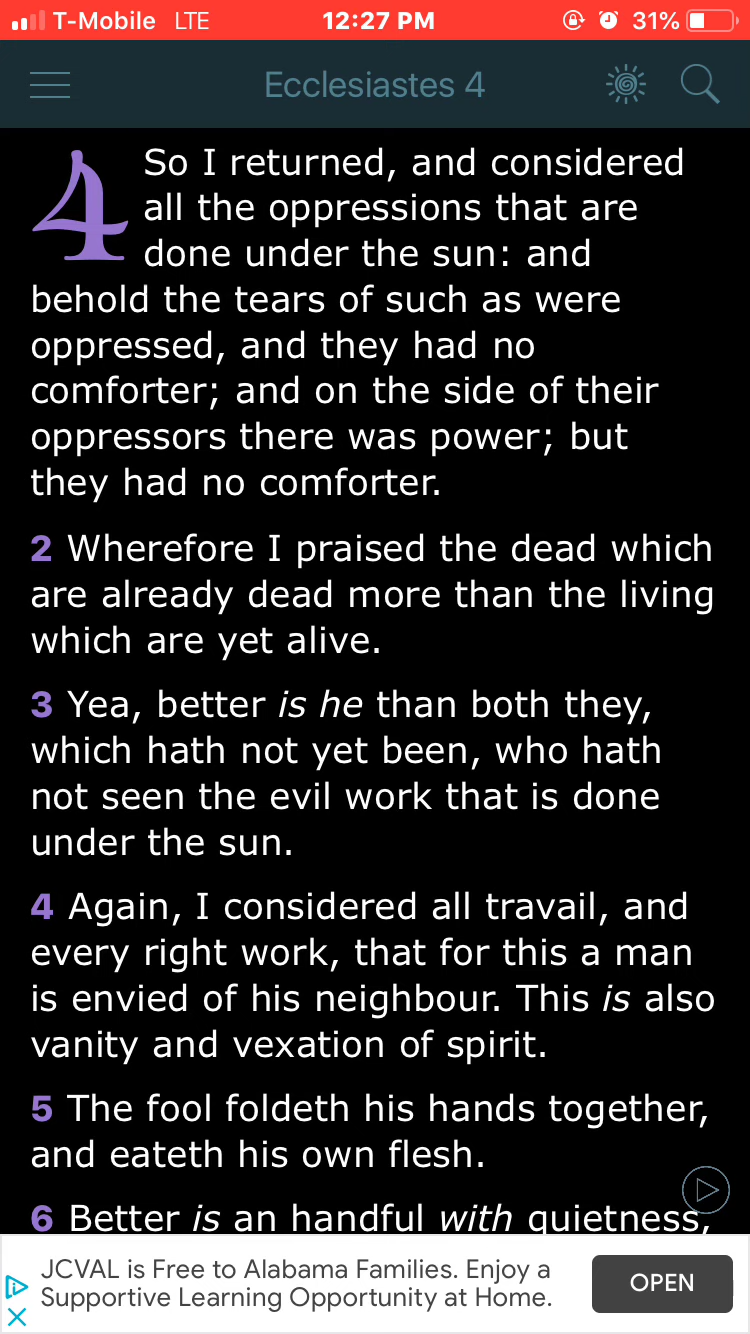 T-Mobile LTE 12:27 PM 31%
Ecclesiastes 4
4 So I returned, and considered
all the oppressions that are
done under the sun: and
behold the tears of such as were
oppressed, and they had no
comforter; and on the side of their
oppressors there was power; but
they had no comforter.
2 Wherefore I praised the dead which
are already dead more than the living
which are yet alive.
3 Yea, better is he than both they,
which hath not yet been, who hath
not seen the evil work that is done
under the sun.
4 Again, I considered all travail, and
every right work, that for this a man
is envied of his neighbour. This is also
vanity and vexation of spirit.
5 The fool foldeth his hands together,
and eateth his own flesh.
6 Better is an handful with quietness,
JCVAL is Free to Alabama Families. Enjoy a
Supportive Learning Opportunity at Home.
OPEN